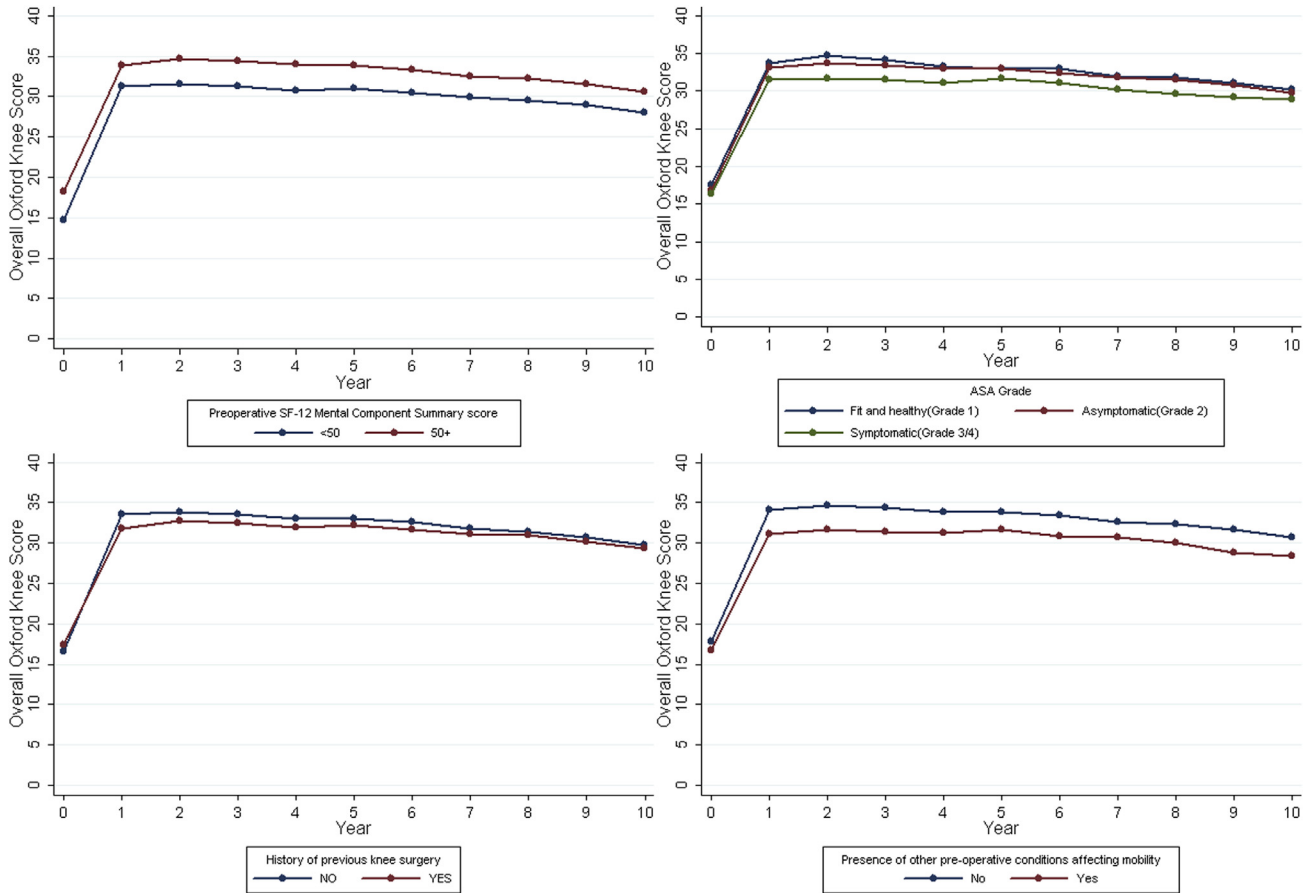 Overall Oxford Knee Score
40
35
30
25
20
15
10
5
0
0 1 2 3 4 5 6 7 8 9 10
Year
Preoperative SF-12 Mental Component Summary score
<50 50+
Overall Oxford Knee Score
40
35
30
25
20
15
10
5
0
0 1 2 3 4 5 6 7 8 9 10
Year
ASA Grade
Fit and healthy(Grade 1) Asymptomatic(Grade 2)
Symptomatic(Grade 3/4)
Overall Oxford Knee Score
40
35
30
25
20
15
10
5
0
0 1 2 3 4 5 6 7 8 9 10
Year
History of previous knee surgery
NO YES
Overall Oxford Knee Score
40
35
30
25
20
15
10
5
0
0 1 2 3 4 5 6 7 8 9 10
Year
Presence of other pre-operative conditions affecting mobility
No Yes